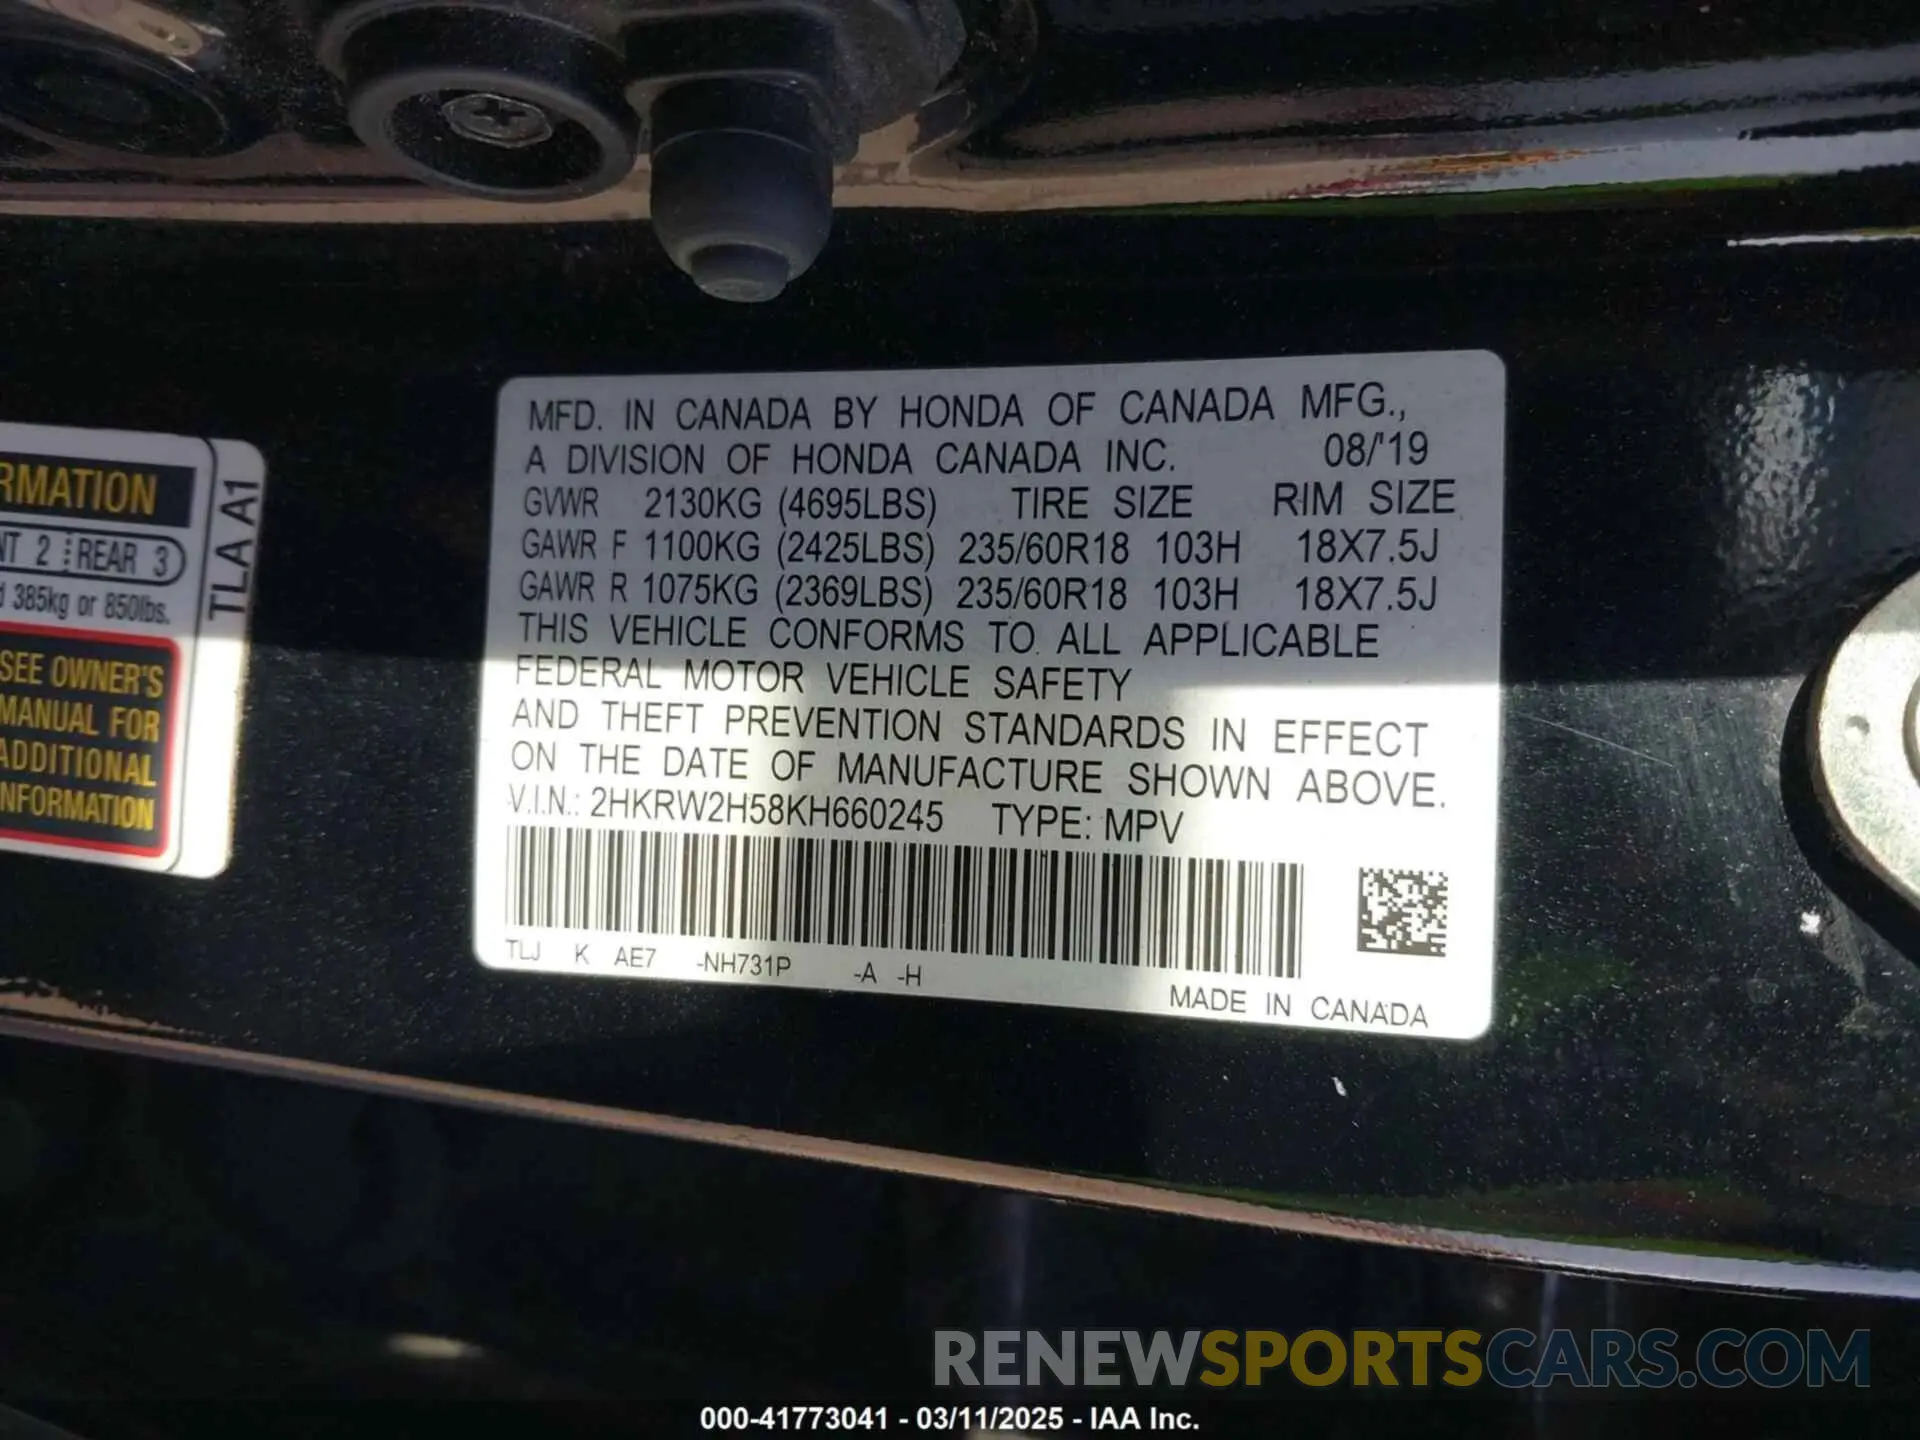 RMATION
NT 2 REAR 3
385kg or 850lbs.
SEE OWNER'S
MANUAL FOR
ADDITIONAL
NFORMATION
TLA A1
MFD. IN CANADA BY HONDA OF CANADA MFG.,
A DIVISION OF HONDA CANADA INC. 08/'19
GVWR 2130KG (4695LBS) TIRE SIZE RIM SIZE
GAWR F 1100KG (2425LBS) 235/60R18 103H 18X7.5J
GAWR R 1075KG (2369LBS) 235/60R18 103H 18X7.5J
THIS VEHICLE CONFORMS TO ALL APPLICABLE
FEDERAL MOTOR VEHICLE SAFETY
AND THEFT PREVENTION STANDARDS IN EFFECT
ON THE DATE OF MANUFACTURE SHOWN ABOVE.
V.I.N.: 2HKRW2H58KH660245 TYPE: MPV
TLJ K AE7 -NH731P -A -H
MADE IN CANADA
RENEWSPORTSCARS.COM
000-41773041 - 03/11/2025 - IAA Inc.